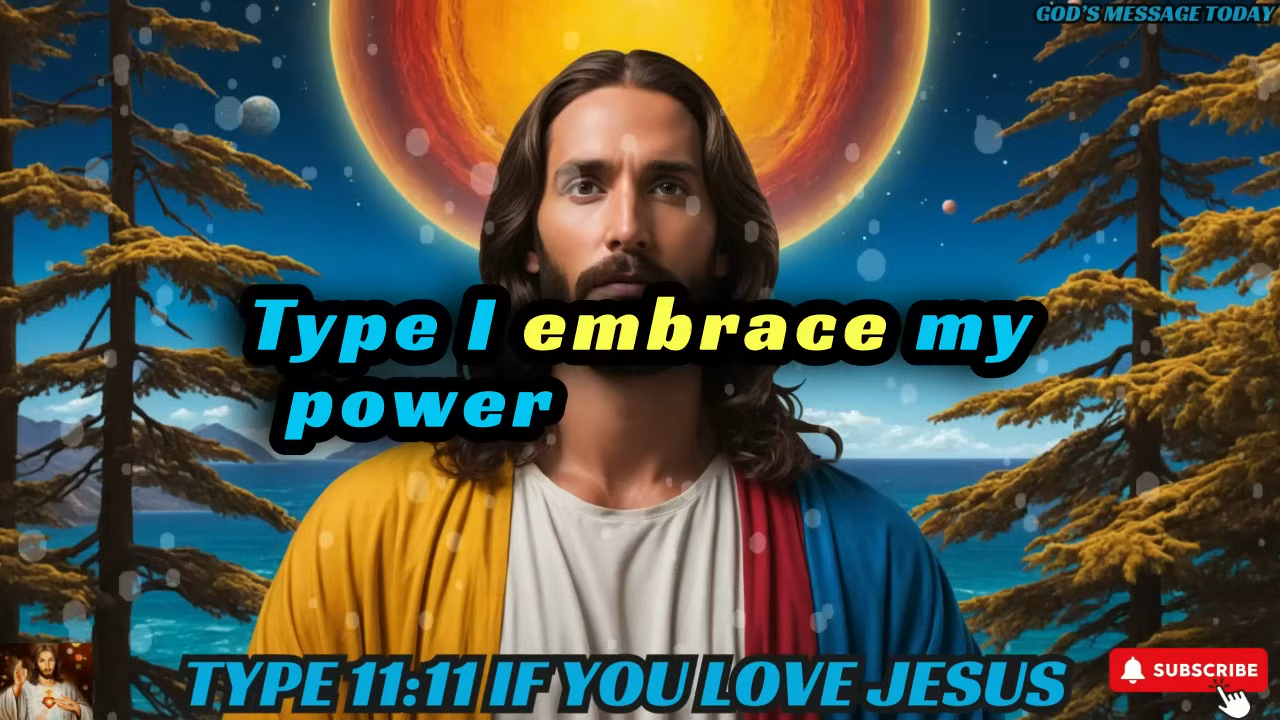 GOD'S MESSAGE TODAY
Type I embrace my
power
TYPE 11:11 IF YOU LOVE JESUS
SUBSCRIBE